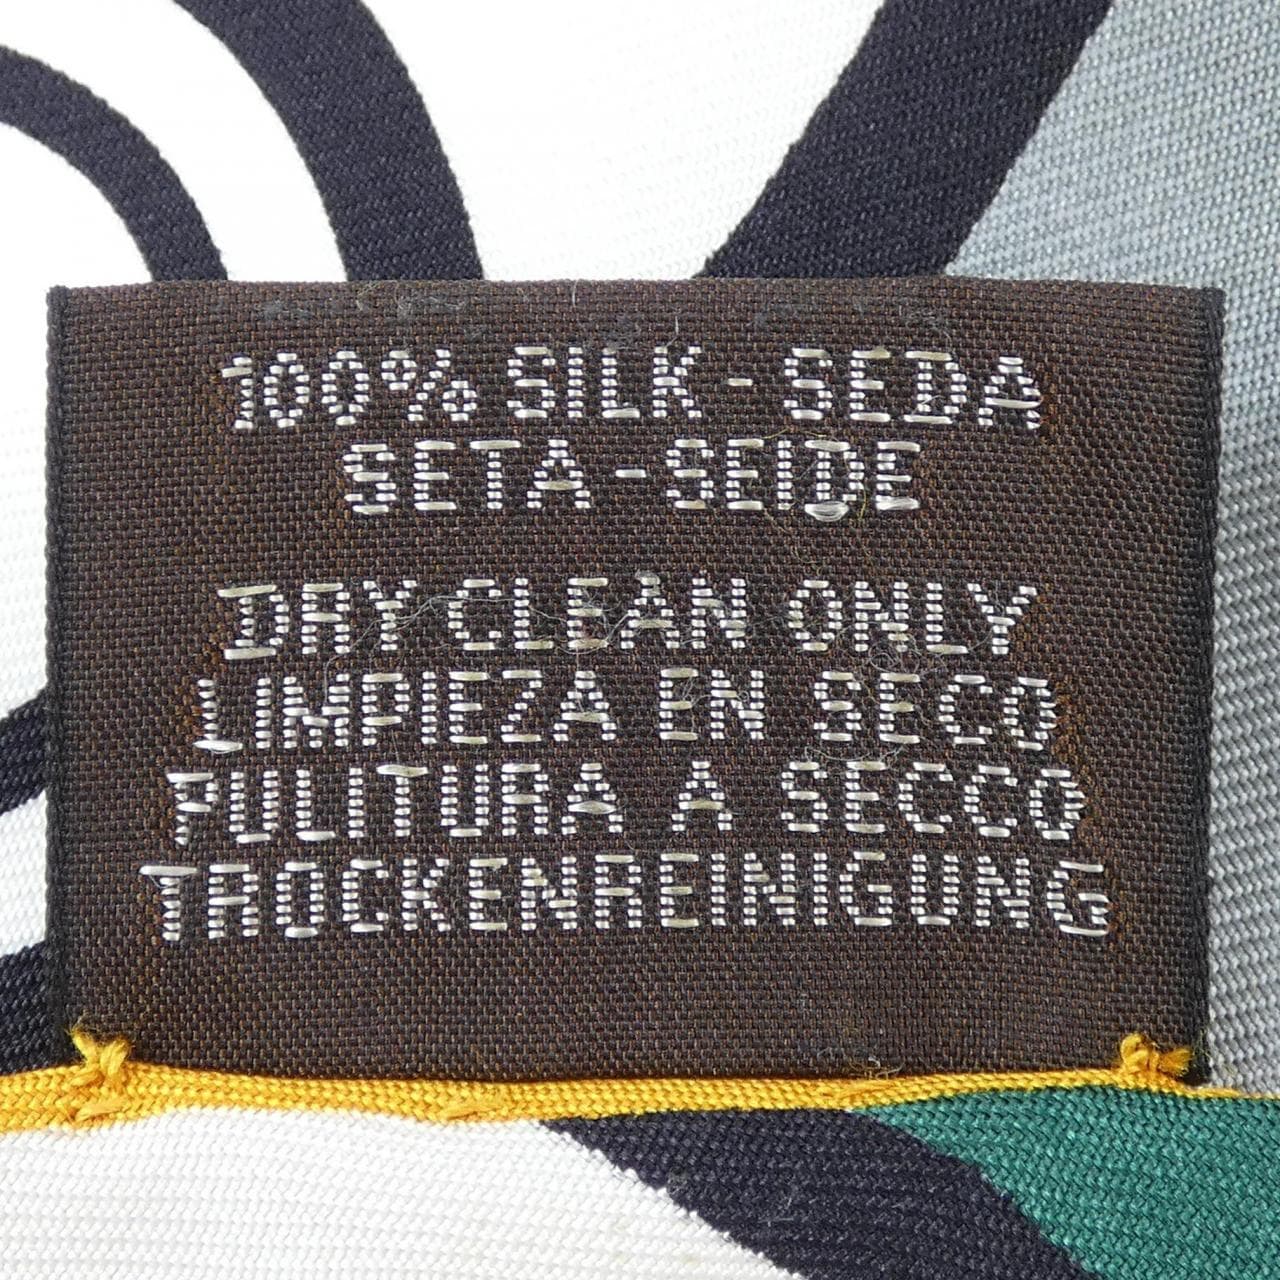 100% SILK - SEDA
SETA - SEIDE
DRY CLEAN ONLY
LIMPIEZA EN SECO
PULITURA A SECCO
TROCKENREINIGUNG